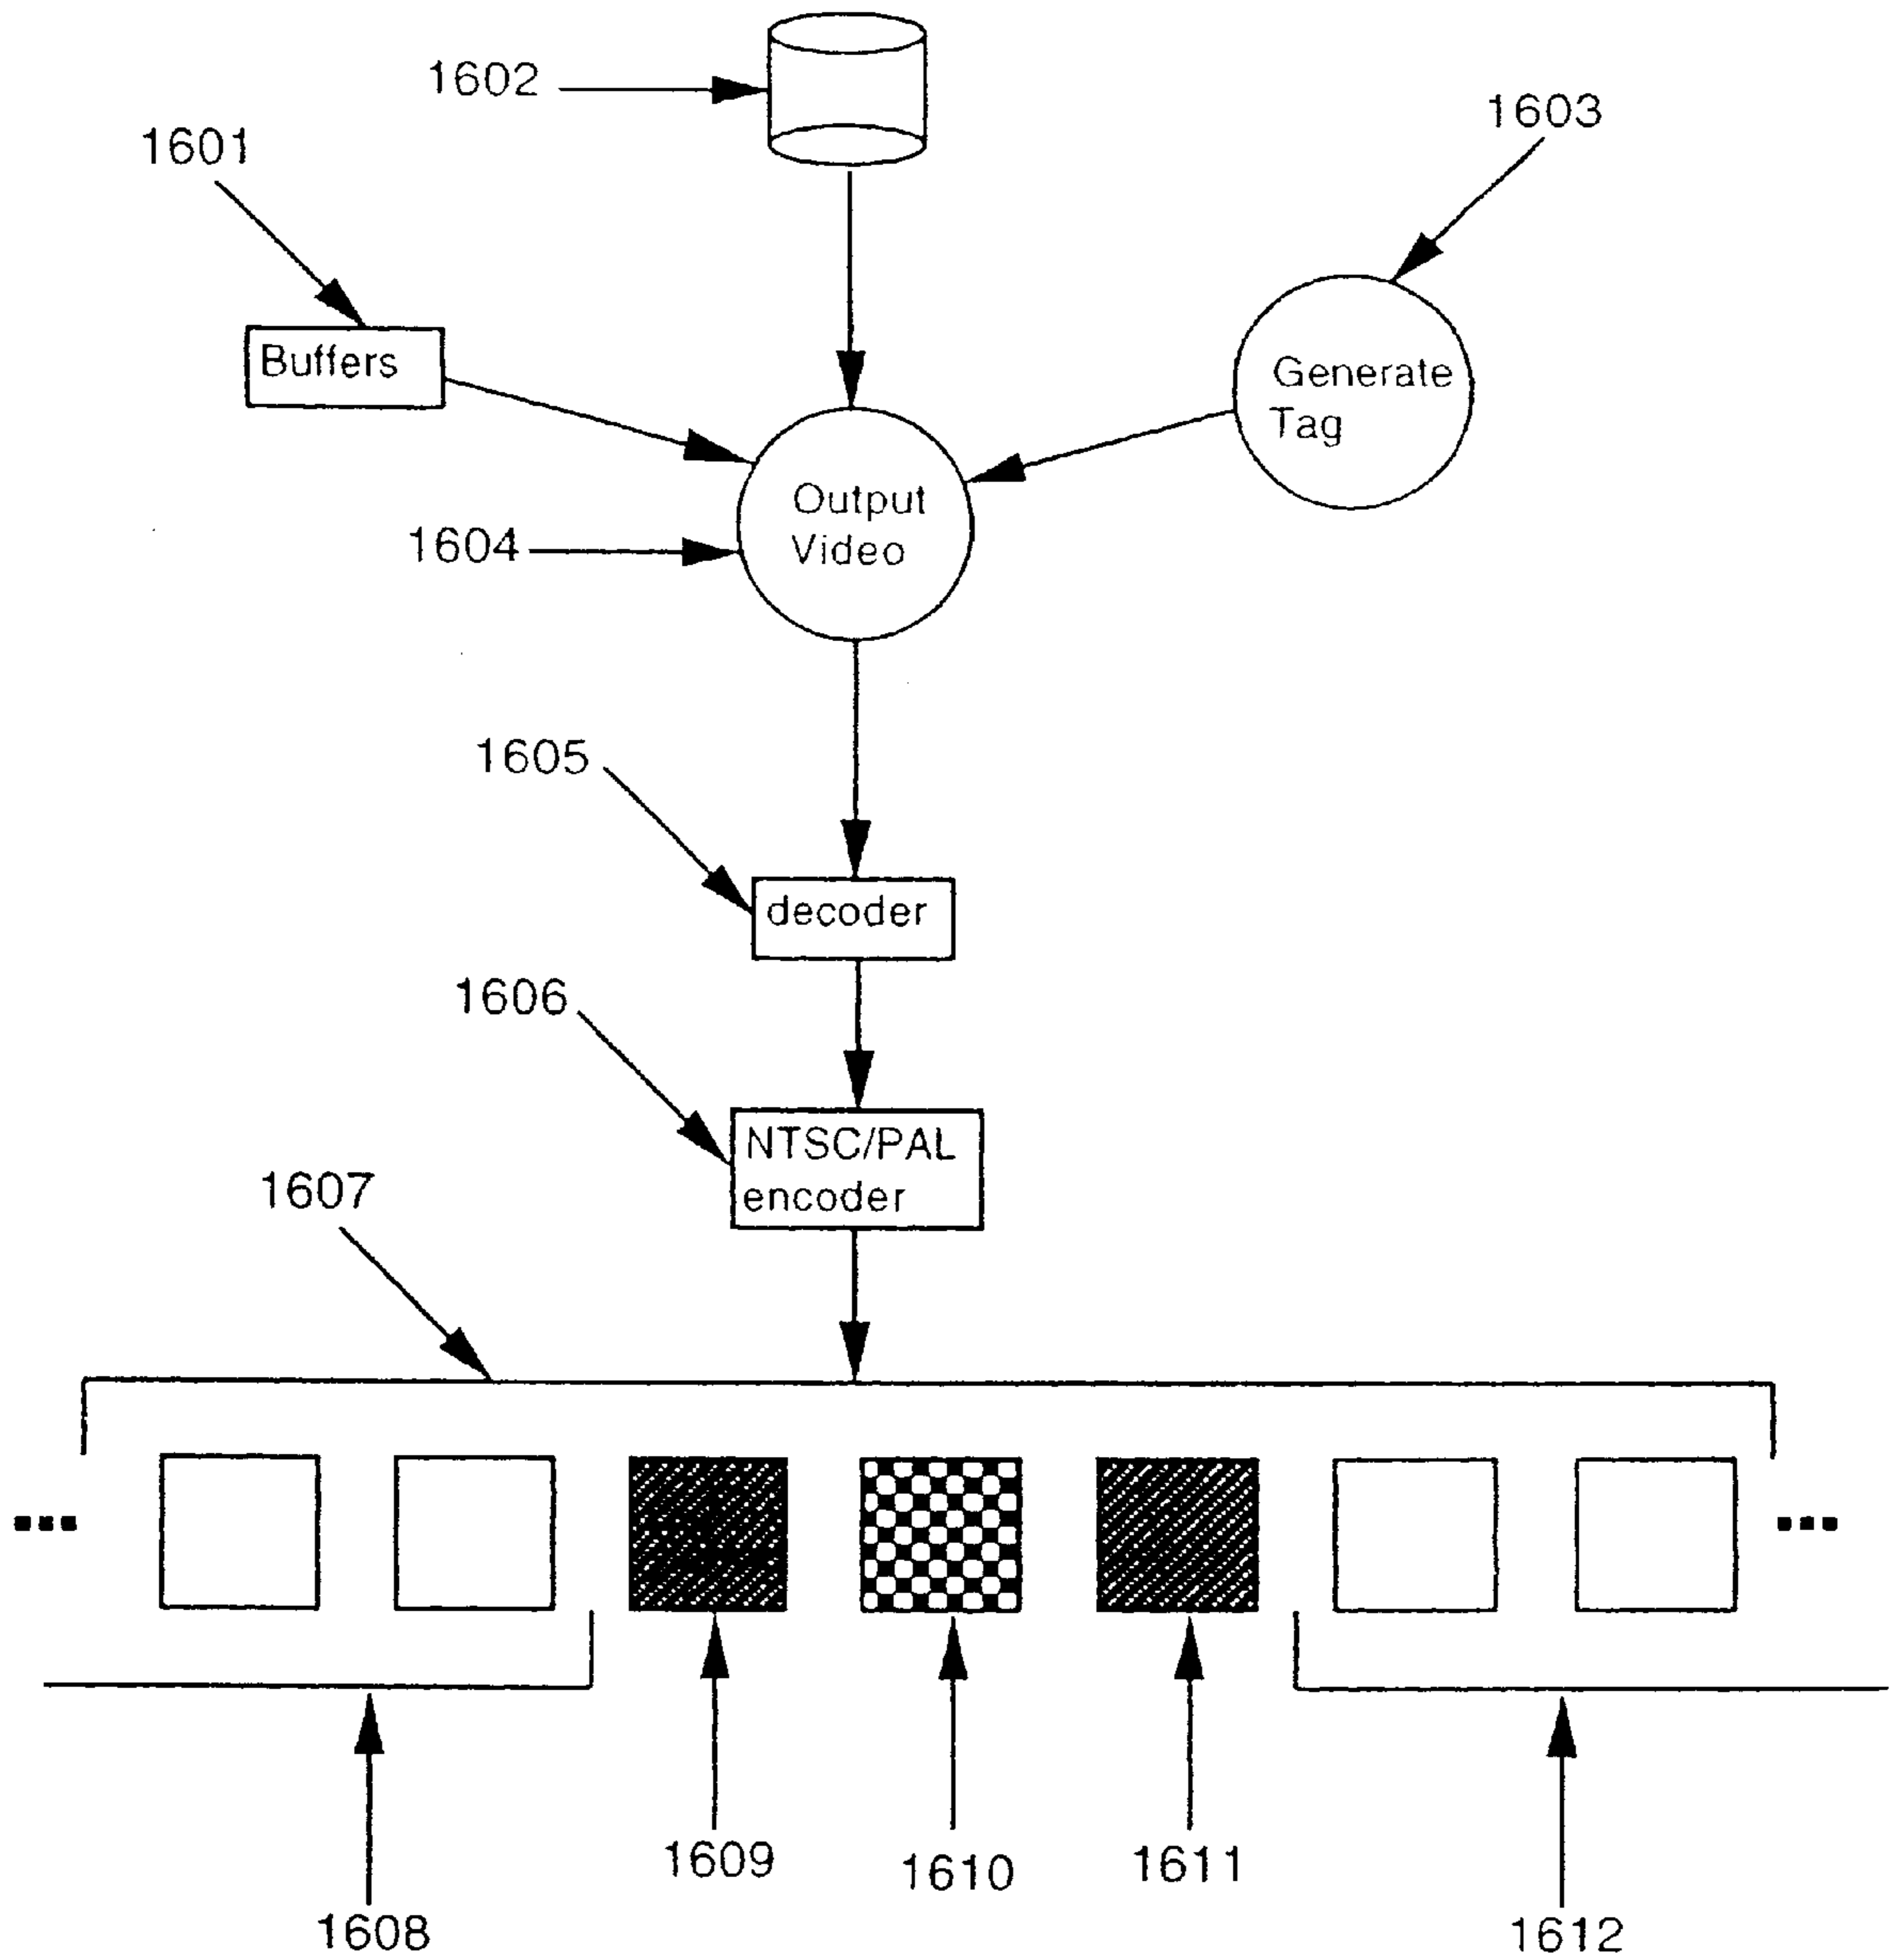 1602
1603
1601
Buffers
Generate
Tag
Output
Video
1604
1605
decoder
1606
NTSC/PAL
encoder
1607
1609
1610
1611
1608
1612